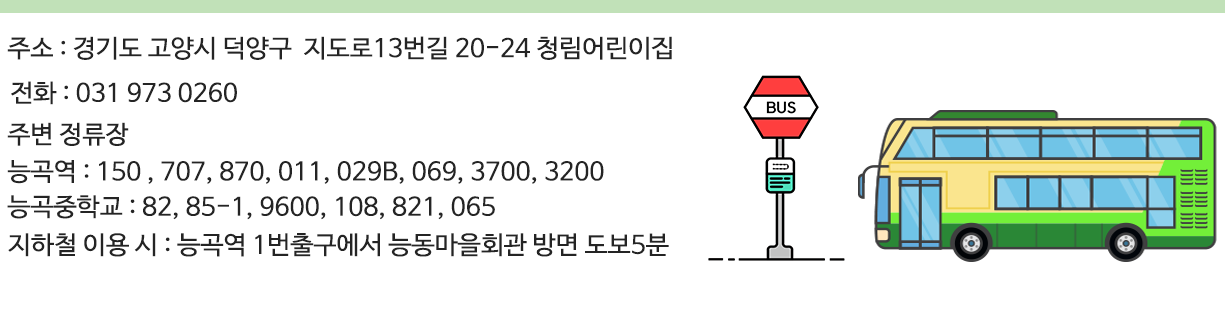 주소 : 경기도 고양시 덕양구 지도로13번길 20-24 청림어린이집
전화 : 031 973 0260
주변 정류장
능곡역 : 150 , 707, 870, 011, 029B, 069, 3700, 3200
능곡중학교 : 82, 85-1, 9600, 108, 821, 065
지하철 이용 시 : 능곡역 1번출구에서 능동마을회관 방면 도보5분
BUS